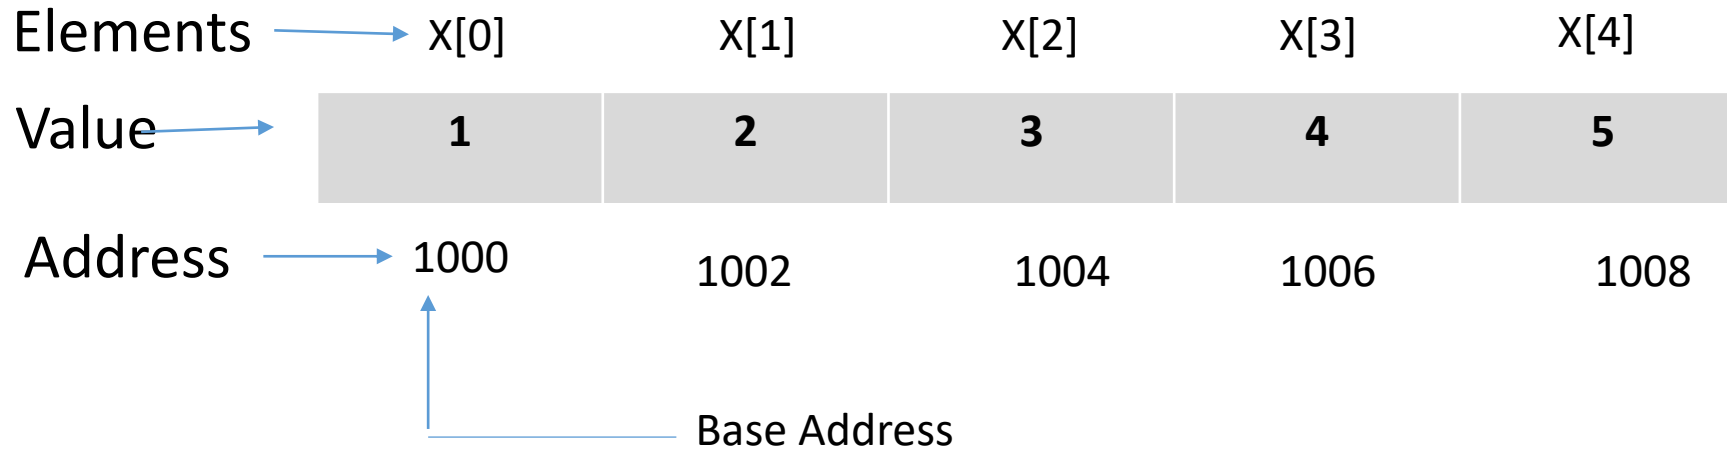 Elements X[0] X[1] X[2] X[3] X[4]
Value 1 2 3 4 5
Address 1000 1002 1004 1006 1008
Base Address